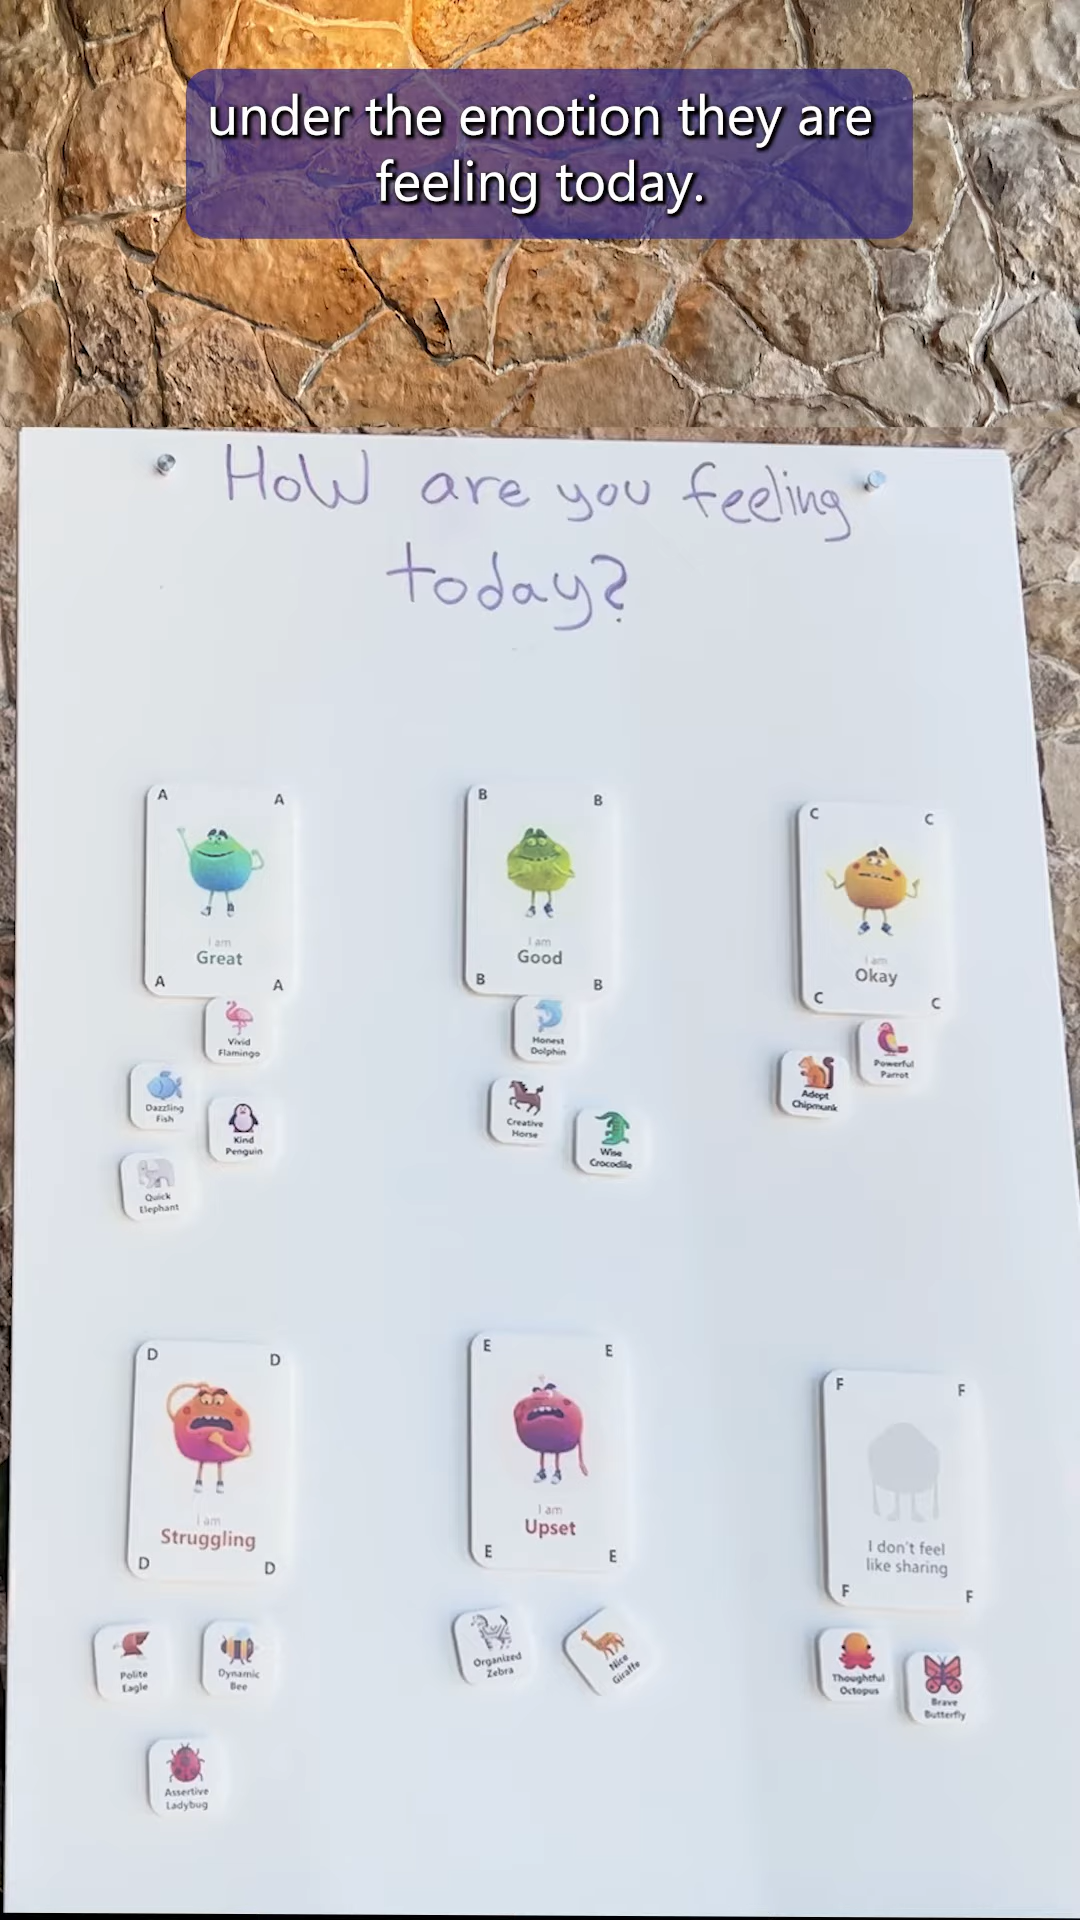 under the emotion they are
feeling today.
How are you feeling
today?
A A
I am
Great
A A
B B
I am
Good
B B
C C
I am
Okay
C C
Vivid
Flamingo
Dazzling
Fish
Kind
Penguin
Quick
Elephant
Honest
Dolphin
Creative
Horse
Wise
Crocodile
Powerful
Parrot
Adept
Chipmunk
D D
I am
Struggling
D D
E E
I am
Upset
E E
F F
I don't feel
like sharing
F F
Polite
Eagle
Dynamic
Bee
Assertive
Ladybug
Organized
Zebra
Nice
Giraffe
Thoughtful
Octopus
Brave
Butterfly